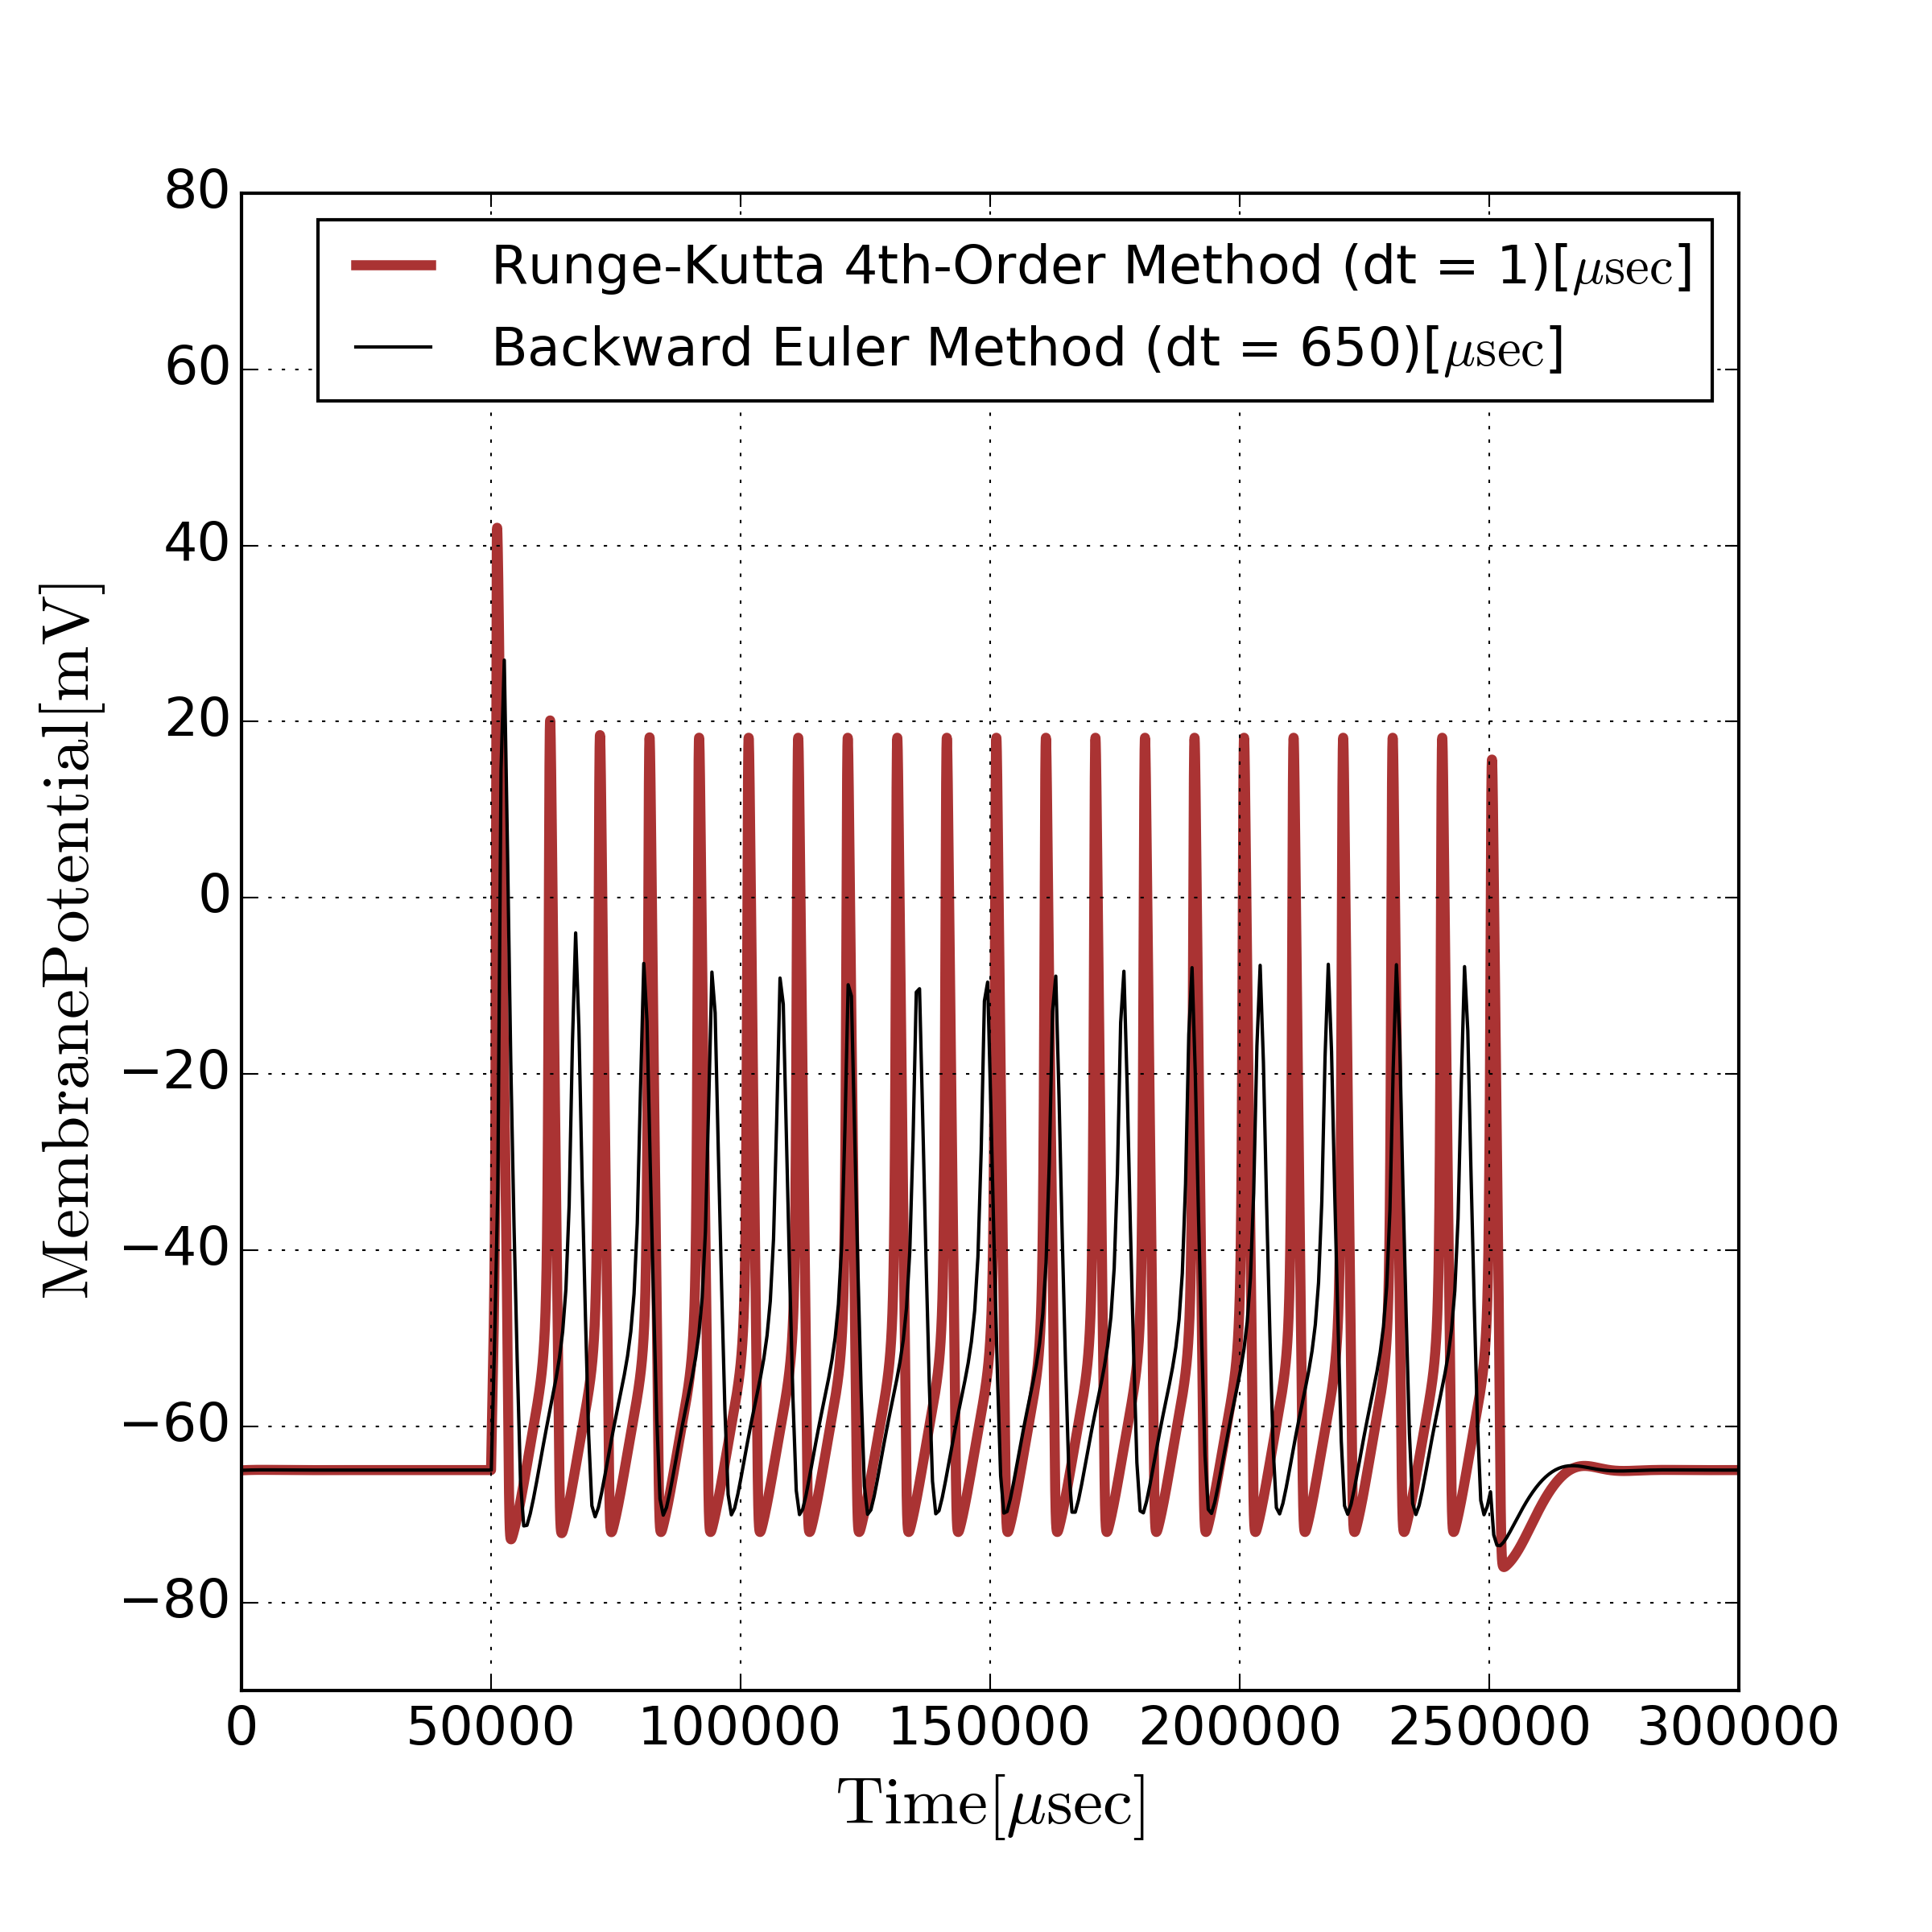 80
60
40
20
0
−20
−40
−60
−80
MembranePotential[mV]
Runge-Kutta 4th-Order Method (dt = 1)[μsec]
Backward Euler Method (dt = 650)[μsec]
0 50000 100000 150000 200000 250000 300000
Time[μsec]